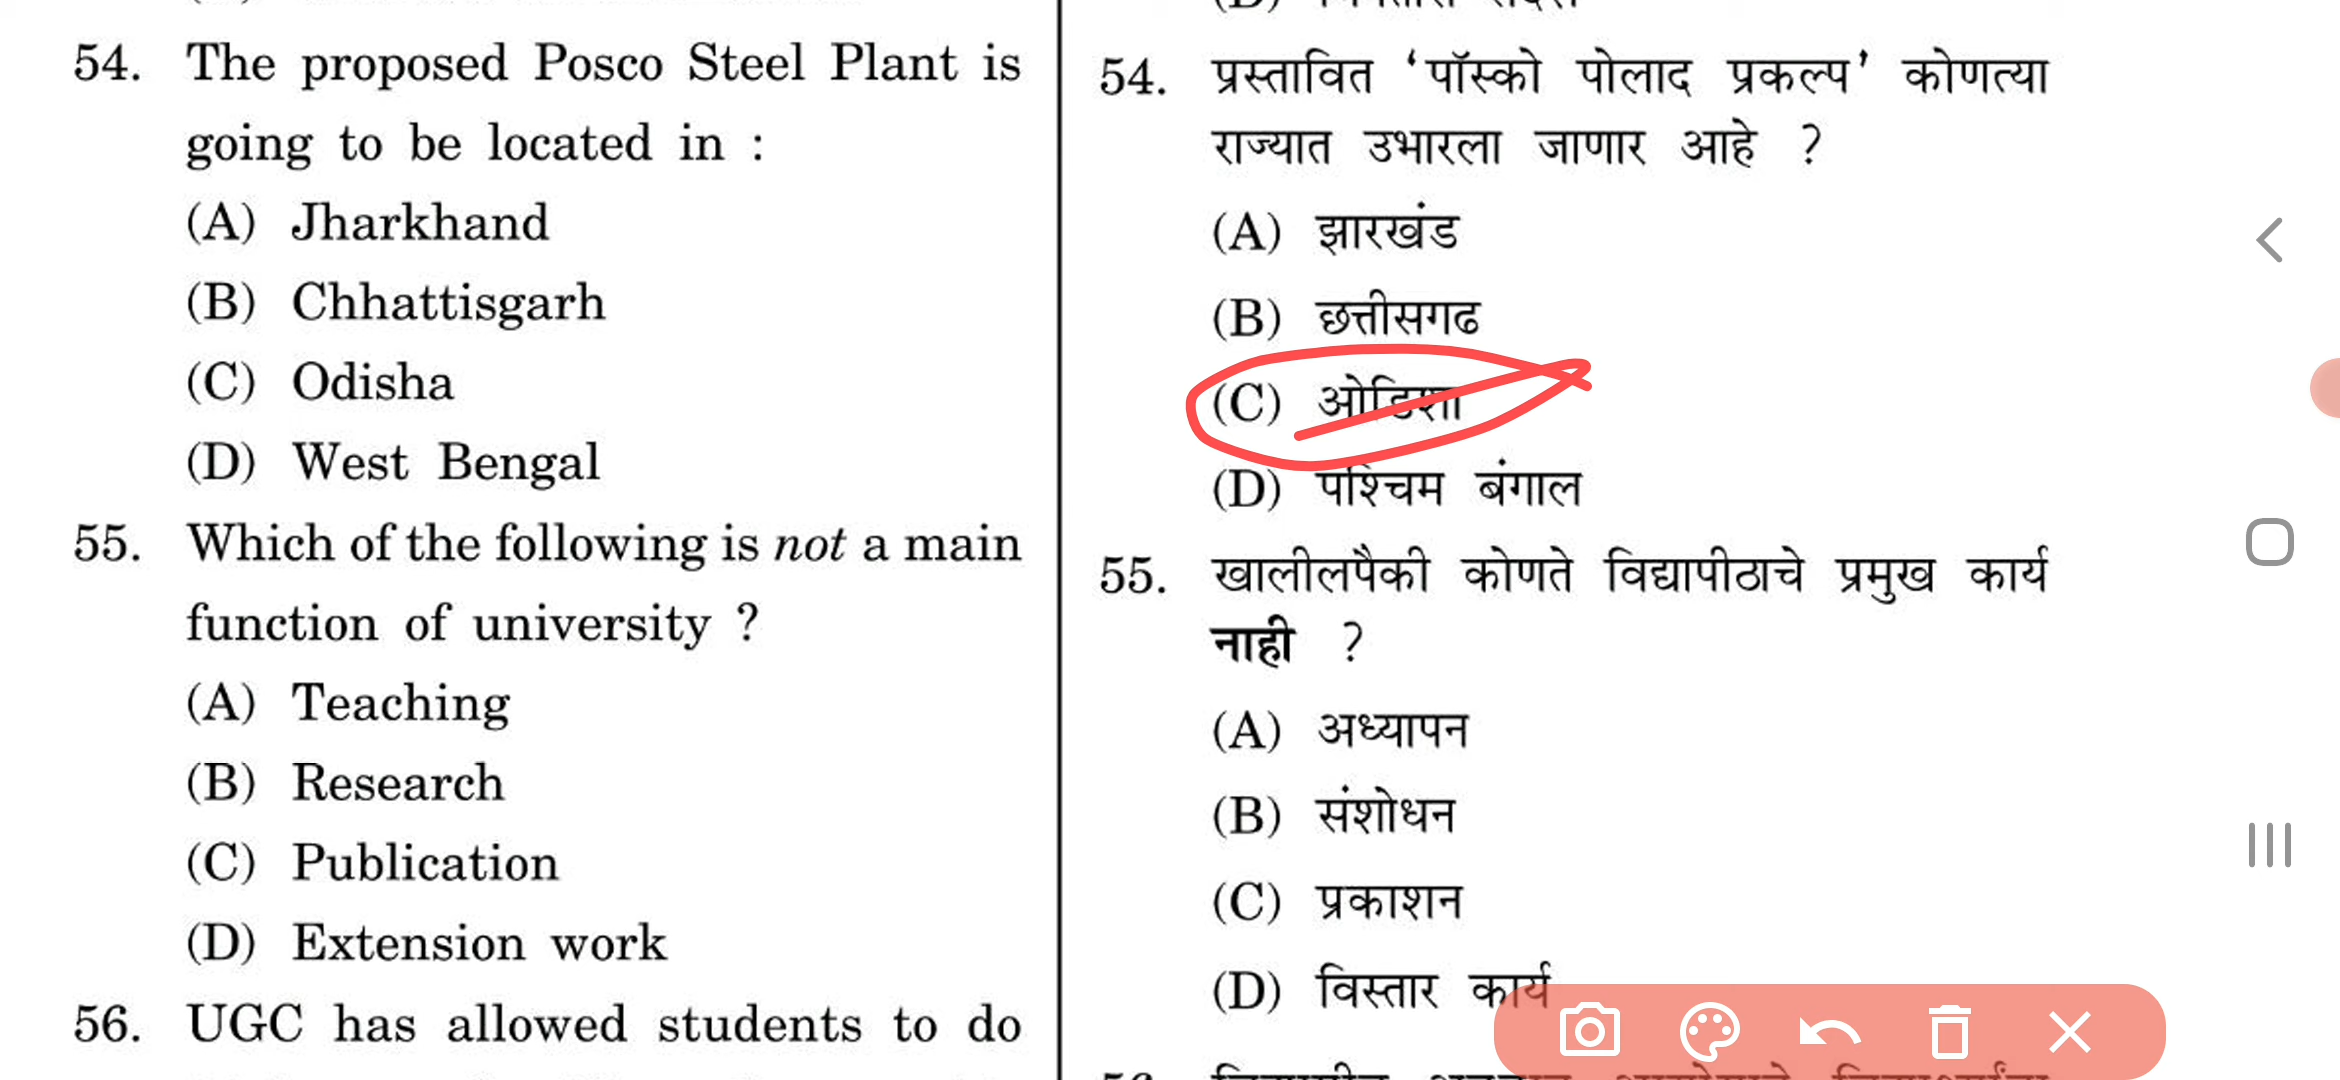 54. The proposed Posco Steel Plant is
going to be located in :
(A) Jharkhand
(B) Chhattisgarh
(C) Odisha
(D) West Bengal
55. Which of the following is not a main
function of university ?
(A) Teaching
(B) Research
(C) Publication
(D) Extension work
56. UGC has allowed students to do
54. प्रस्तावित ‘पॉस्को पोलाद प्रकल्प’ कोणत्या
राज्यात उभारला जाणार आहे ?
(A) झारखंड
(B) छत्तीसगढ
(C) ओडिशा
(D) पश्चिम बंगाल
55. खालीलपैकी कोणते विद्यापीठाचे प्रमुख कार्य
नाही ?
(A) अध्यापन
(B) संशोधन
(C) प्रकाशन
(D) विस्तार कार्य